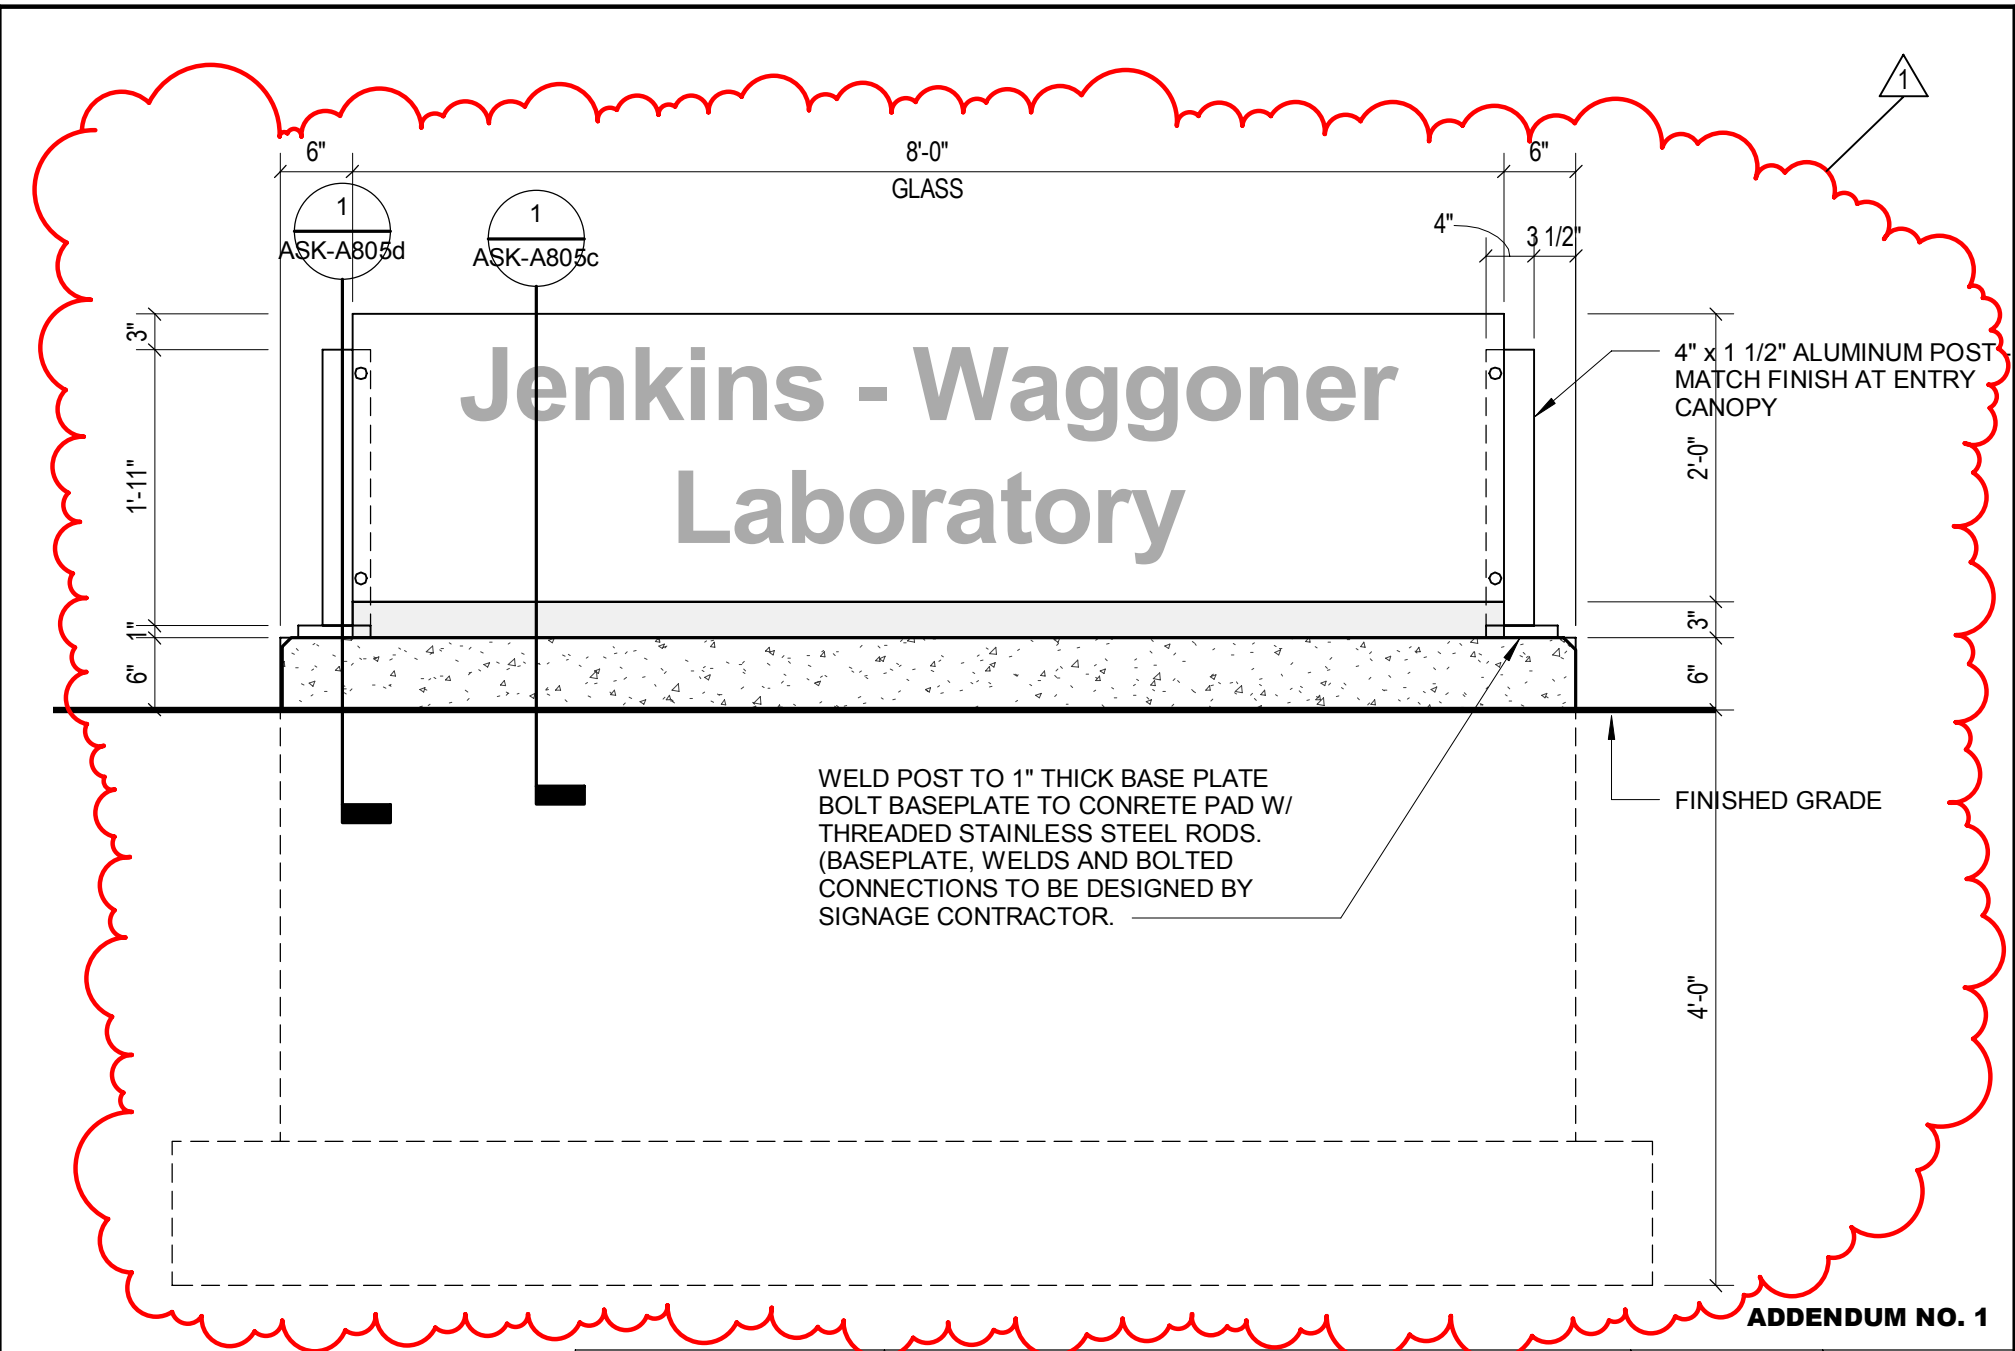 1
6"
8'-0"
6"
GLASS
1
ASK-A805d
1
ASK-A805c
4"
3 1/2"
3"
1'-11"
1"
6"
Jenkins - Waggoner
Laboratory
4" x 1 1/2" ALUMINUM POST -
MATCH FINISH AT ENTRY
CANOPY
2'-0"
3"
6"
4'-0"
WELD POST TO 1" THICK BASE PLATE
BOLT BASEPLATE TO CONRETE PAD W/
THREADED STAINLESS STEEL RODS.
(BASEPLATE, WELDS AND BOLTED
CONNECTIONS TO BE DESIGNED BY
SIGNAGE CONTRACTOR.
FINISHED GRADE
ADDENDUM NO. 1